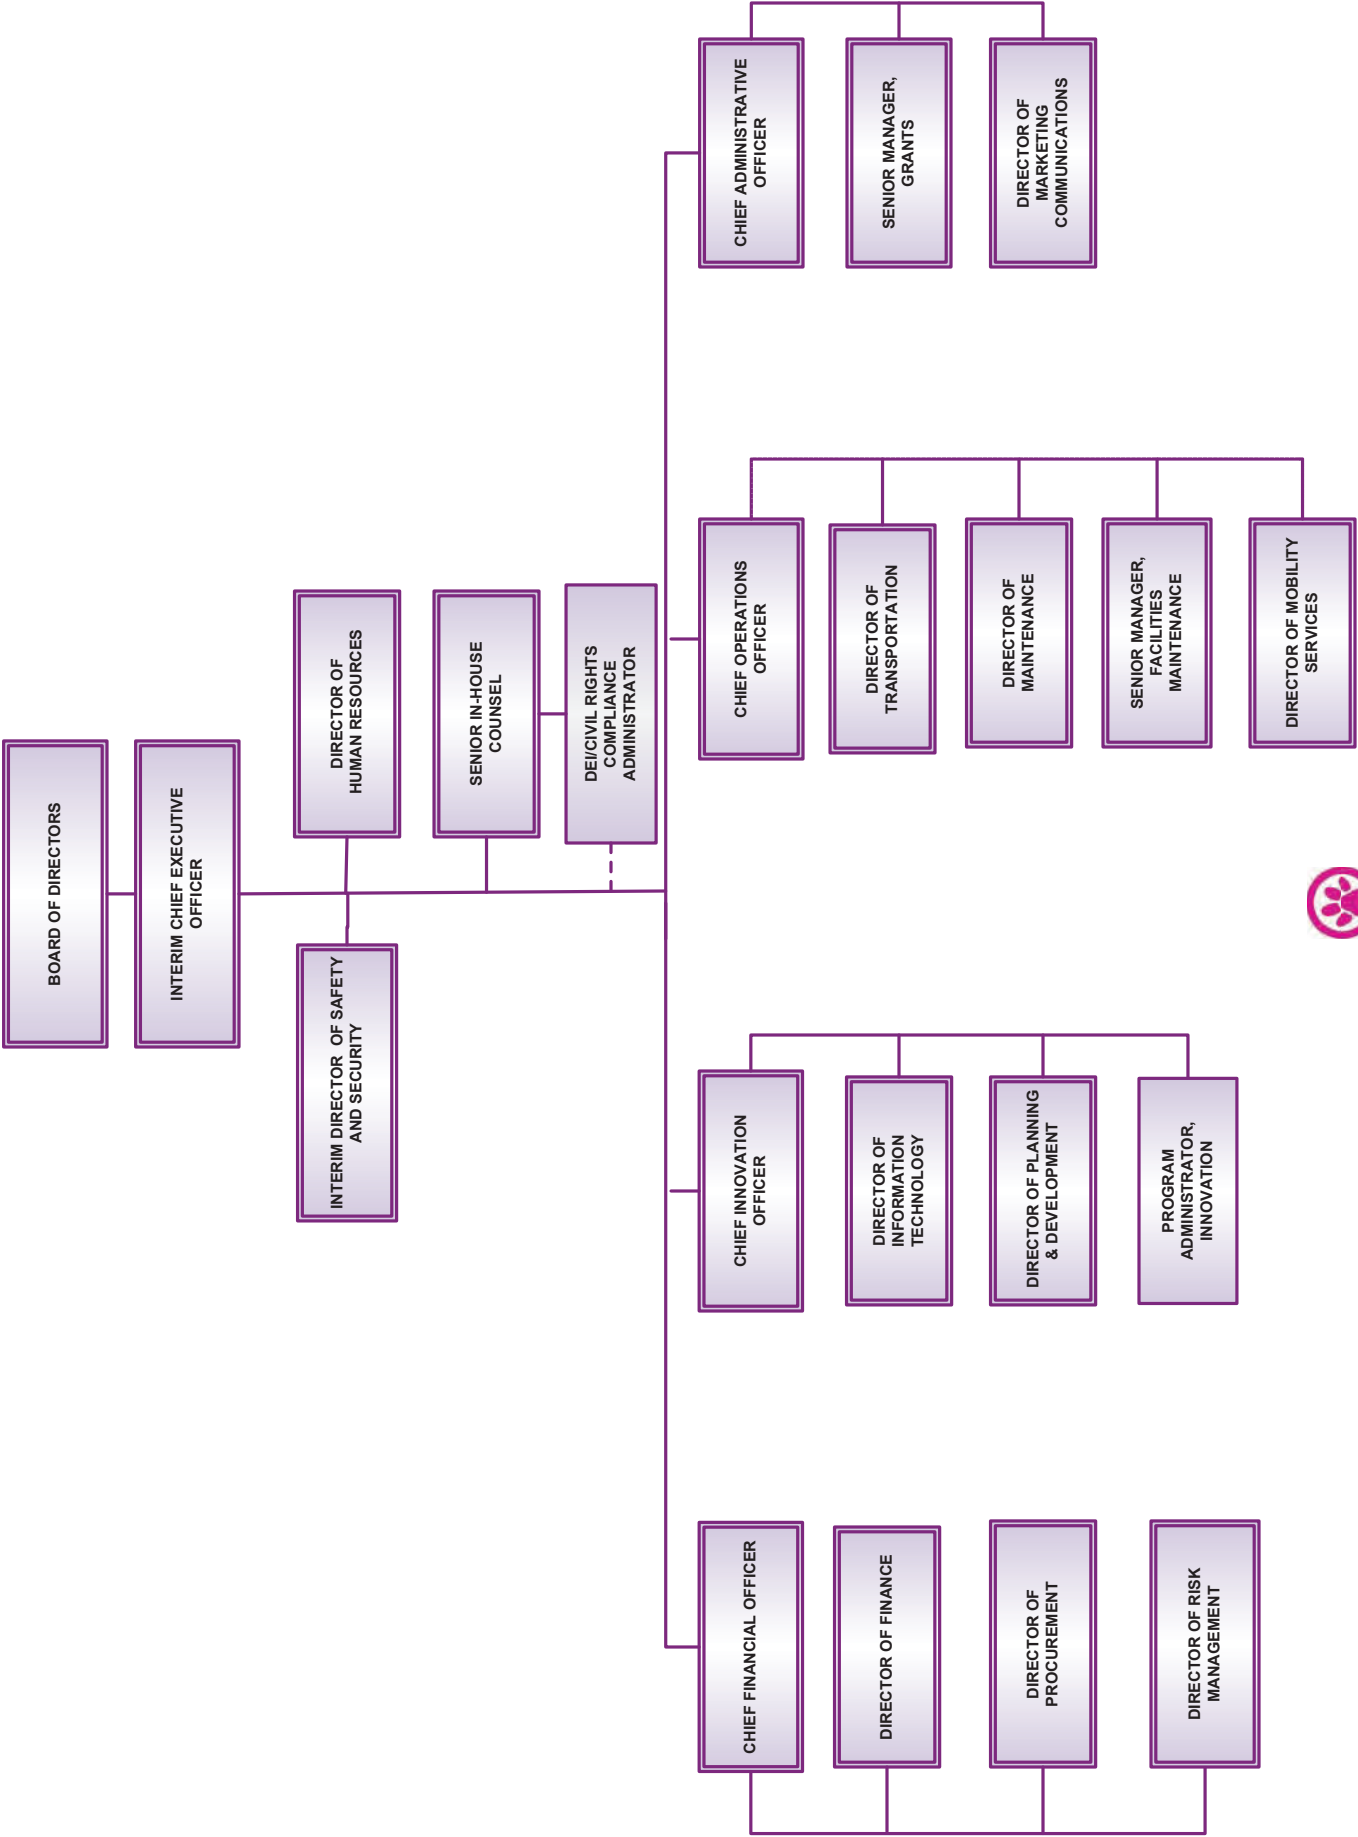 BOARD OF DIRECTORS
INTERIM CHIEF EXECUTIVE
OFFICER
INTERIM DIRECTOR OF SAFETY
AND SECURITY
DIRECTOR OF
HUMAN RESOURCES
SENIOR IN-HOUSE
COUNSEL
DEI/CIVIL RIGHTS
COMPLIANCE
ADMINISTRATOR
CHIEF FINANCIAL OFFICER
DIRECTOR OF FINANCE
DIRECTOR OF
PROCUREMENT
DIRECTOR OF RISK
MANAGEMENT
CHIEF INNOVATION
OFFICER
DIRECTOR OF
INFORMATION
TECHNOLOGY
DIRECTOR OF PLANNING
& DEVELOPMENT
PROGRAM
ADMINISTRATOR,
INNOVATION
CHIEF OPERATIONS
OFFICER
DIRECTOR OF
TRANSPORTATION
DIRECTOR OF
MAINTENANCE
SENIOR MANAGER,
FACILITIES
MAINTENANCE
DIRECTOR OF MOBILITY
SERVICES
CHIEF ADMINISTRATIVE
OFFICER
SENIOR MANAGER,
GRANTS
DIRECTOR OF
MARKETING
COMMUNICATIONS